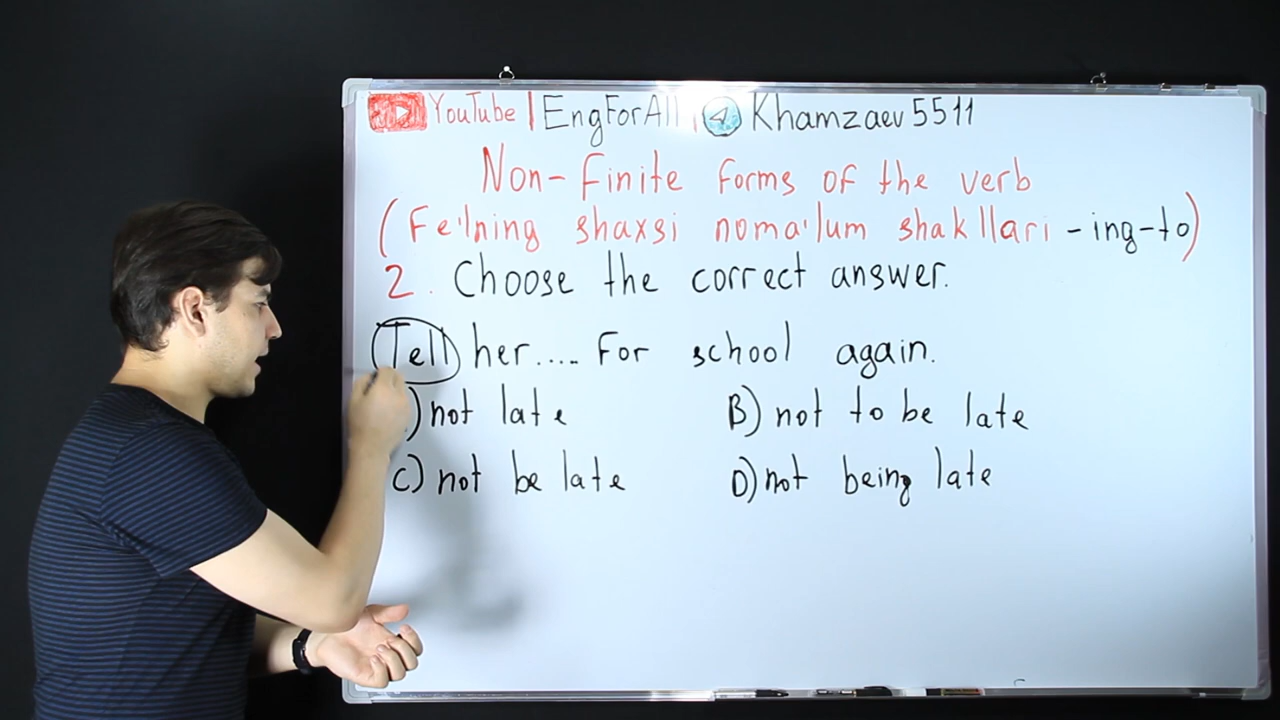 YouTube | EngForAll | Khamzaev5511
Non-Finite Forms of the verb
(Fe'lning shaxsi noma'lum shakllari -ing-to)
2. Choose the correct answer.
Tell her..... For school again.
) not late B) not to be late
C) not be late D) not being late